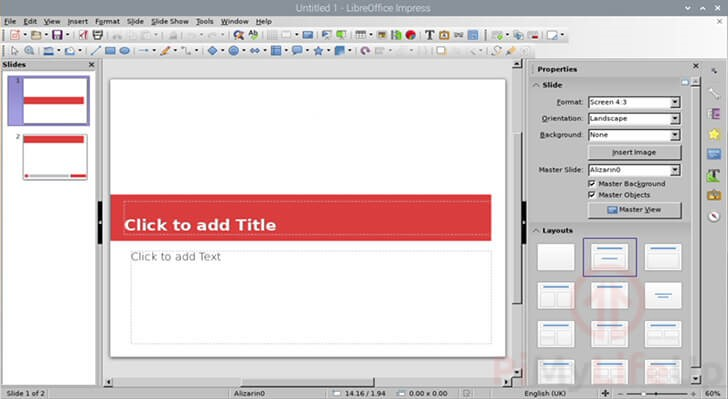 Untitled 1 - LibreOffice Impress
File Edit View Insert Format Slide Slide Show Tools Window Help
Slides
1
2
Click to add Title
Click to add Text
Properties
Slide
Format: Screen 4:3
Orientation: Landscape
Background: None
Insert Image
Master Slide: Alizarin0
Master Background
Master Objects
Master View
Layouts
PiMyLifeUp
Slide 1 of 2 Alizarin0 14.16 / 1.94 0.00 x 0.00 English (UK) 60%